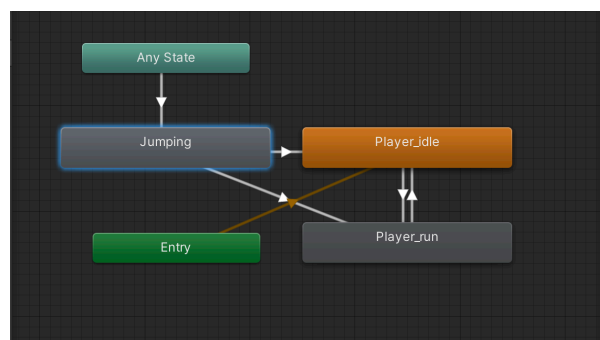 Any State
Jumping
Player_idle
Entry
Player_run